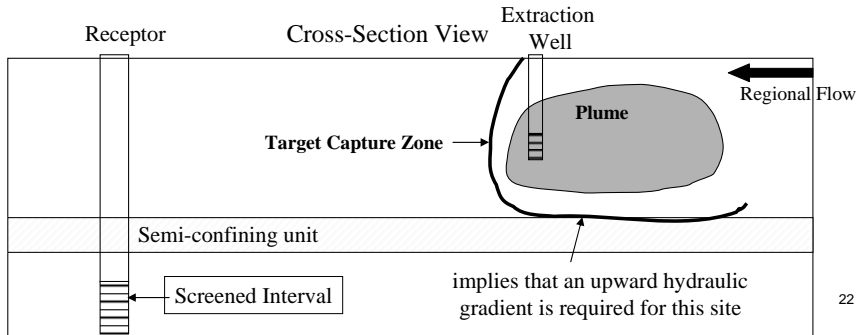 Extraction
Well
Receptor
Cross-Section View
Regional Flow
Plume
Target Capture Zone
Semi-confining unit
Screened Interval
implies that an upward hydraulic
gradient is required for this site
22